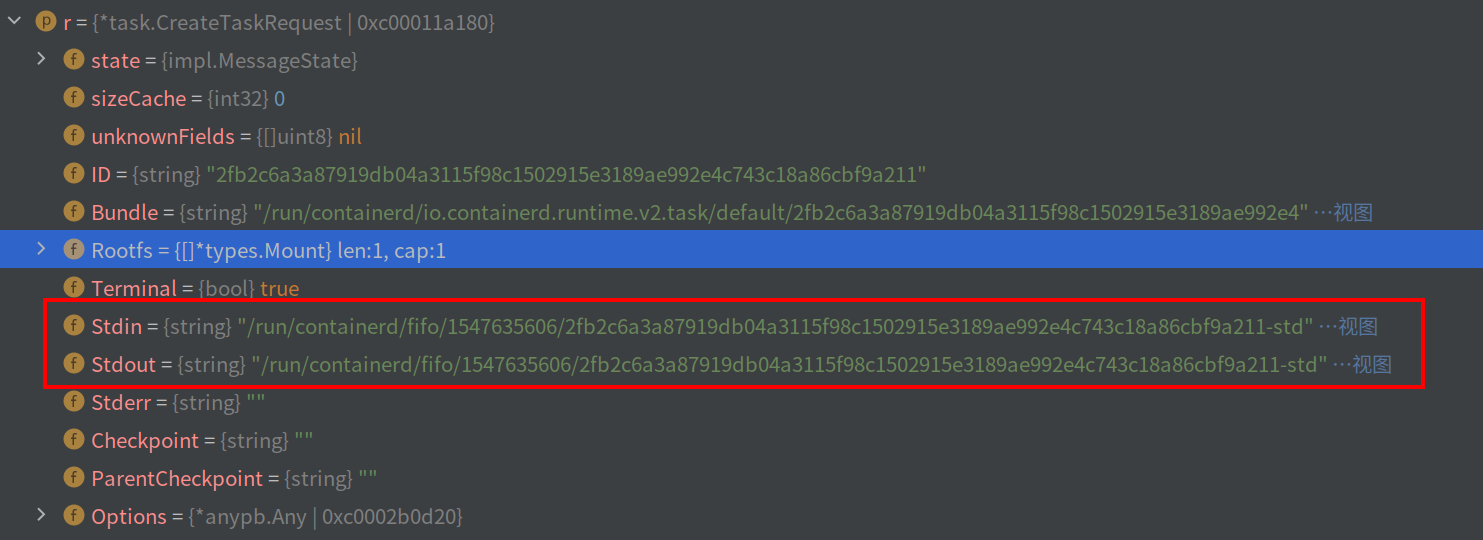 p r = {*task.CreateTaskRequest | 0xc00011a180}
f state = {impl.MessageState}
f sizeCache = {int32} 0
f unknownFields = {[]uint8} nil
f ID = {string} "2fb2c6a3a87919db04a3115f98c1502915e3189ae992e4c743c18a86cbf9a211"
f Bundle = {string} "/run/containerd/io.containerd.runtime.v2.task/default/2fb2c6a3a87919db04a3115f98c1502915e3189ae992e4" …视图
f Rootfs = {[]*types.Mount} len:1, cap:1
f Terminal = {bool} true
f Stdin = {string} "/run/containerd/fifo/1547635606/2fb2c6a3a87919db04a3115f98c1502915e3189ae992e4c743c18a86cbf9a211-std" …视图
f Stdout = {string} "/run/containerd/fifo/1547635606/2fb2c6a3a87919db04a3115f98c1502915e3189ae992e4c743c18a86cbf9a211-std" …视图
f Stderr = {string} ""
f Checkpoint = {string} ""
f ParentCheckpoint = {string} ""
f Options = {*anypb.Any | 0xc0002b0d20}